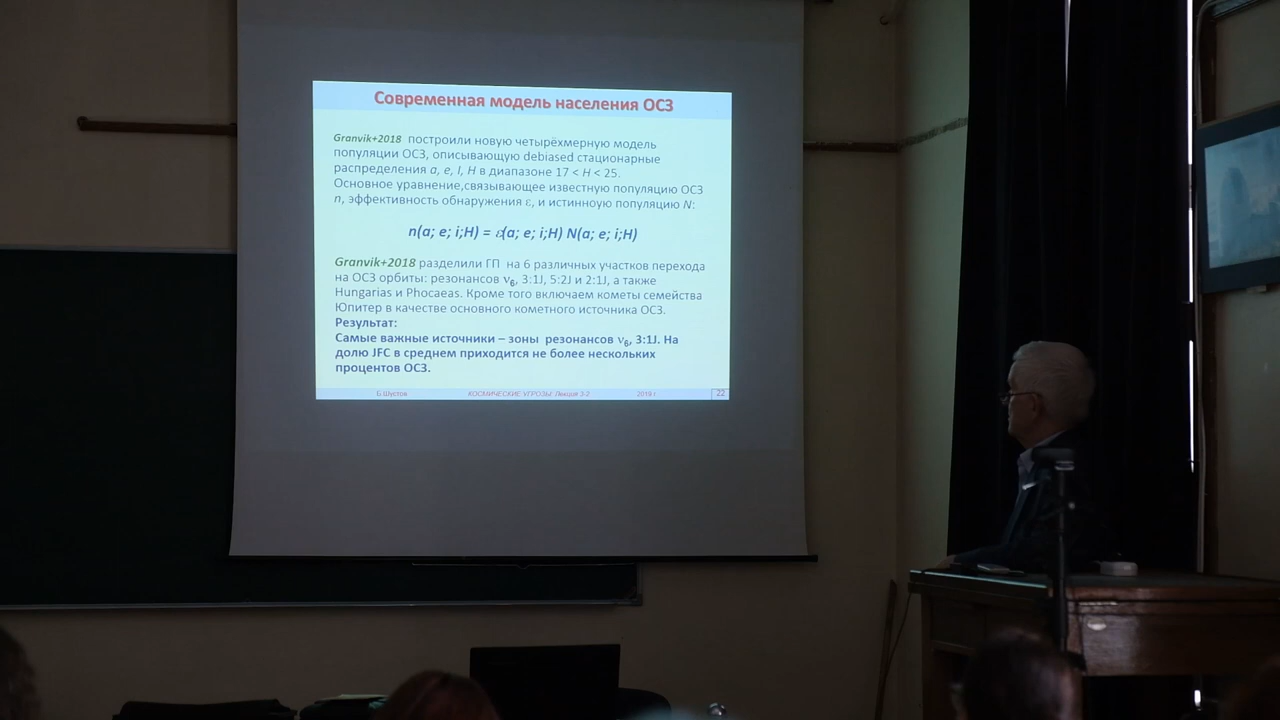 Современная модель населения ОСЗ
Granvik+2018 построили новую четырёхмерную модель
популяции ОСЗ, описывающую debiased стационарные
распределения a, e, I, H в диапазоне 17 < H < 25.
Основное уравнение,связывающее известную популяцию ОСЗ
n, эффективность обнаружения ε, и истинную популяцию N:
n(a; e; i;H) = ε(a; e; i;H) N(a; e; i;H)
Granvik+2018 разделили ГП на 6 различных участков перехода
на ОСЗ орбиты: резонансов ν6, 3:1J, 5:2J и 2:1J, а также
Hungarias и Phocaeas. Кроме того включаем кометы семейства
Юпитер в качестве основного кометного источника ОСЗ.
Результат:
Самые важные источники – зоны резонансов ν6, 3:1J. На
долю JFC в среднем приходится не более нескольких
процентов ОСЗ.
Б.Шустов КОСМИЧЕСКИЕ УГРОЗЫ: Лекция 3-2 2019 г. 22